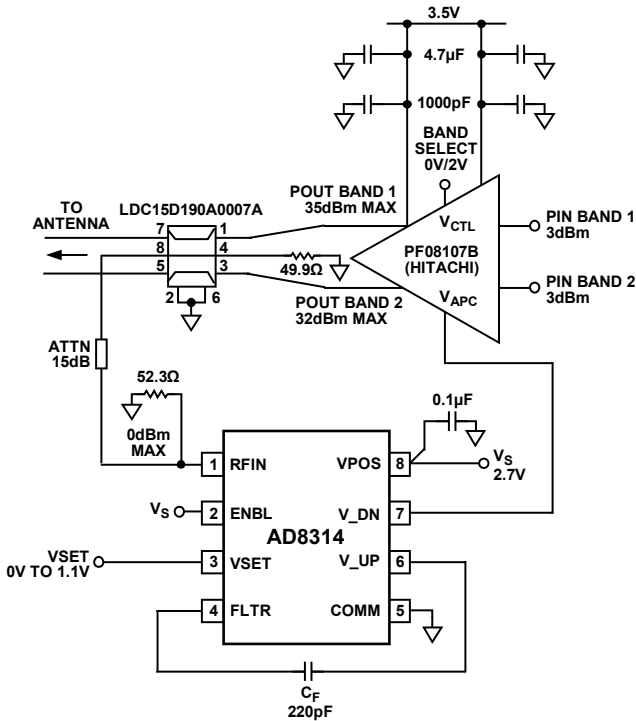 3.5V
4.7µF
1000pF
BAND
SELECT
0V/2V
TO
ANTENNA
LDC15D190A0007A
POUT BAND 1
35dBm MAX
7
1
8
4
5
3
2
6
49.9Ω
POUT BAND 2
32dBm MAX
VCTL
PF08107B
(HITACHI)
VAPC
PIN BAND 1
3dBm
PIN BAND 2
3dBm
ATTN
15dB
52.3Ω
0dBm
MAX
0.1µF
1 RFIN
VPOS 8
VS
2.7V
VS
2 ENBL
V_DN 7
AD8314
VSET
0V TO 1.1V
3 VSET
V_UP 6
4 FLTR
COMM 5
CF
220pF